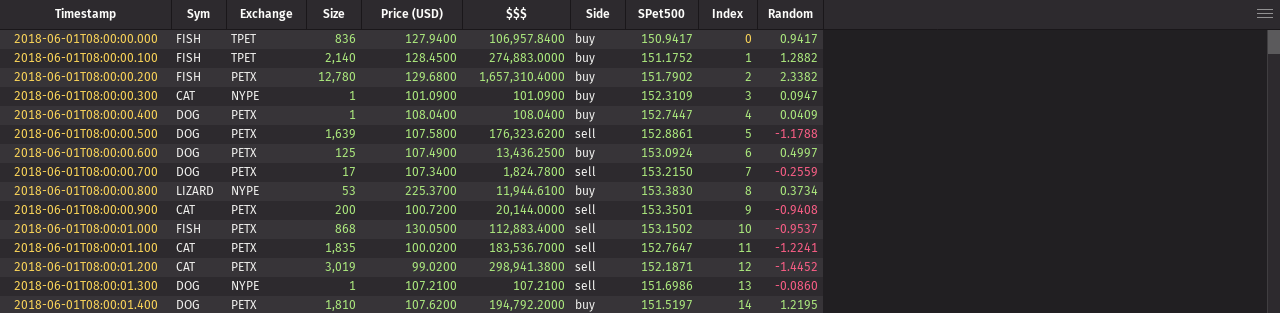 Timestamp Sym Exchange Size Price (USD) $$$ Side SPet500 Index Random
2018-06-01T08:00:00.000 FISH TPET 836 127.9400 106,957.8400 buy 150.9417 0 0.9417
2018-06-01T08:00:00.100 FISH TPET 2,140 128.4500 274,883.0000 buy 151.1752 1 1.2882
2018-06-01T08:00:00.200 FISH PETX 12,780 129.6800 1,657,310.4000 buy 151.7902 2 2.3382
2018-06-01T08:00:00.300 CAT NYPE 1 101.0900 101.0900 buy 152.3109 3 0.0947
2018-06-01T08:00:00.400 DOG PETX 1 108.0400 108.0400 buy 152.7447 4 0.0409
2018-06-01T08:00:00.500 DOG PETX 1,639 107.5800 176,323.6200 sell 152.8861 5 -1.1788
2018-06-01T08:00:00.600 DOG PETX 125 107.4900 13,436.2500 buy 153.0924 6 0.4997
2018-06-01T08:00:00.700 DOG PETX 17 107.3400 1,824.7800 sell 153.2150 7 -0.2559
2018-06-01T08:00:00.800 LIZARD NYPE 53 225.3700 11,944.6100 buy 153.3830 8 0.3734
2018-06-01T08:00:00.900 CAT PETX 200 100.7200 20,144.0000 sell 153.3501 9 -0.9408
2018-06-01T08:00:01.000 FISH PETX 868 130.0500 112,883.4000 sell 153.1502 10 -0.9537
2018-06-01T08:00:01.100 CAT PETX 1,835 100.0200 183,536.7000 sell 152.7647 11 -1.2241
2018-06-01T08:00:01.200 CAT PETX 3,019 99.0200 298,941.3800 sell 152.1871 12 -1.4452
2018-06-01T08:00:01.300 DOG NYPE 1 107.2100 107.2100 sell 151.6986 13 -0.0860
2018-06-01T08:00:01.400 DOG PETX 1,810 107.6200 194,792.2000 buy 151.5197 14 1.2195